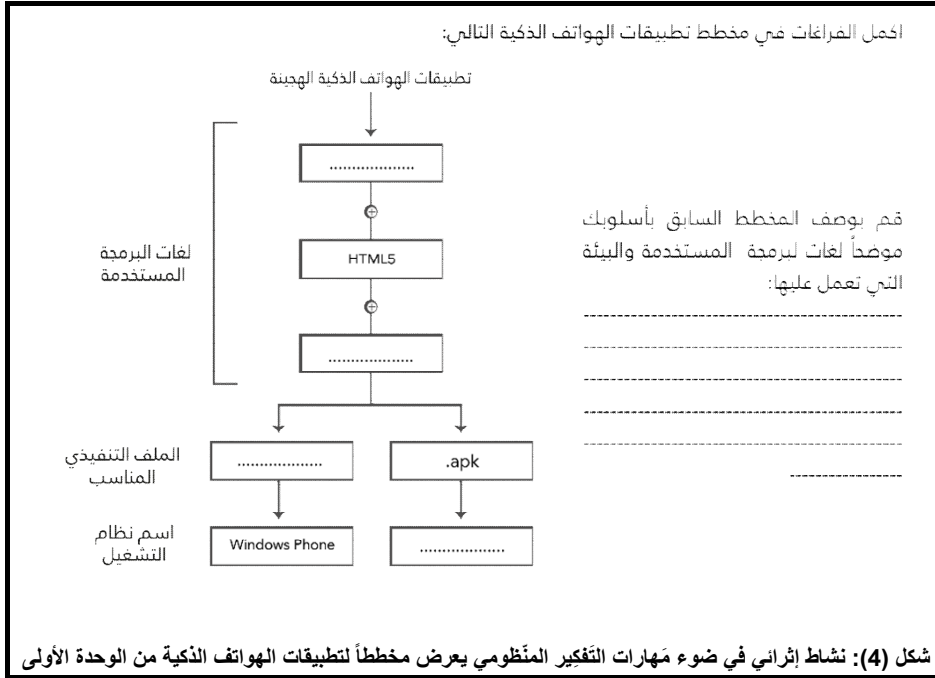 اكمل الفراغات في مخطط تطبيقات الهواتف الذكية التالي:
تطبيقات الهواتف الذكية الهجينة
...................
HTML5
...................
لغات البرمجة
المستخدمة
قم بوصف المخطط السابق بأسلوبك
موضحاً لغات لبرمجة المستخدمة والبيئة
التي تعمل عليها:
الملف التنفيذي
المناسب
...................
.apk
اسم نظام
التشغيل
Windows Phone
...................
شكل (4): نشاط إثرائي في ضوء مَهارات التَفكِير المنّظومي يعرض مخططاً لتطبيقات الهواتف الذكية من الوحدة الأولى